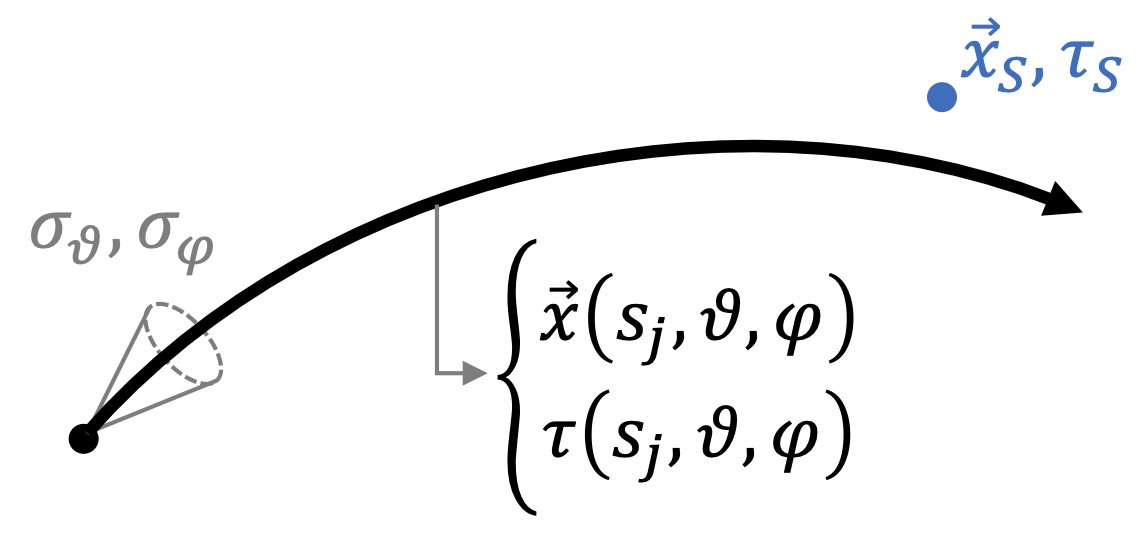 x⃗_S, τ_S
σ_ϑ, σ_φ
x⃗(s_j, ϑ, φ)
τ(s_j, ϑ, φ)